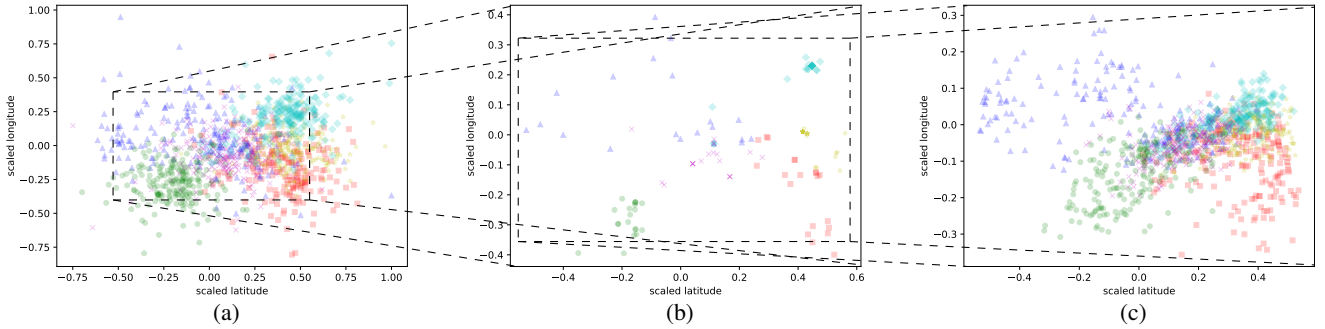 1.00
0.75
0.50
0.25
0.00
−0.25
−0.50
−0.75
scaled longitude
−0.75 −0.50 −0.25 0.00 0.25 0.50 0.75 1.00
scaled latitude
(a)
0.4
0.3
0.2
0.1
0.0
−0.1
−0.2
−0.3
−0.4
scaled longitude
−0.4 −0.2 0.0 0.2 0.4 0.6
scaled latitude
(b)
0.3
0.2
0.1
0.0
−0.1
−0.2
−0.3
scaled longitude
−0.4 −0.2 0.0 0.2 0.4
scaled latitude
(c)